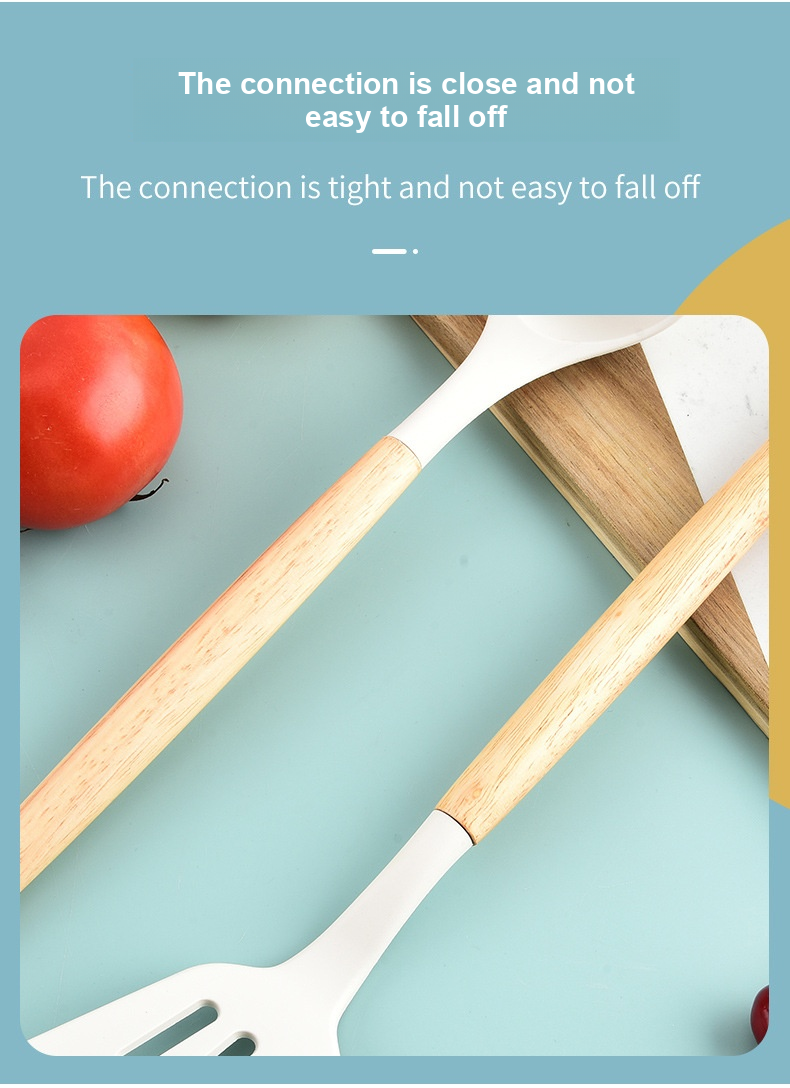 The connection is close and not
easy to fall off
The connection is tight and not easy to fall off